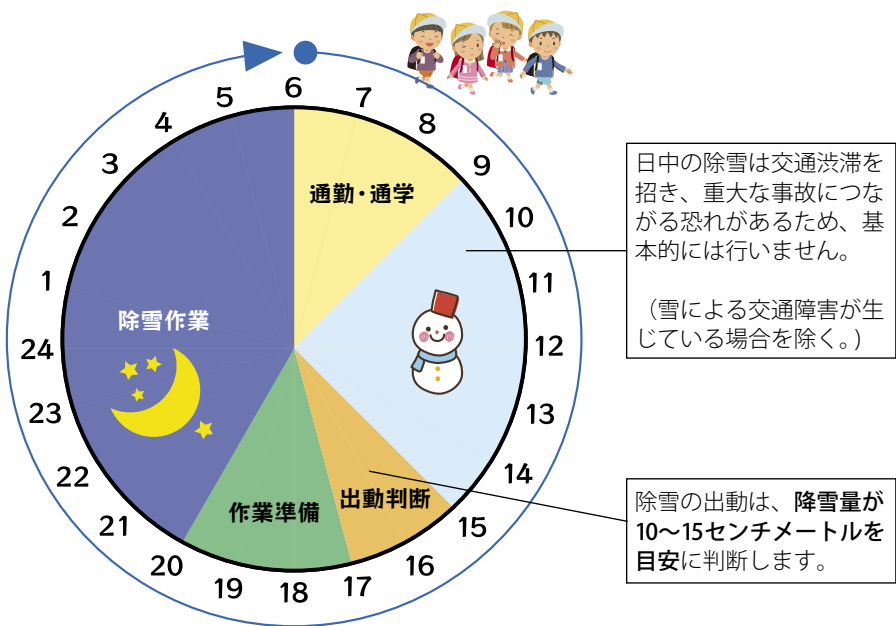 6
7
8
9
10
11
12
13
14
15
16
17
18
19
20
21
22
23
24
1
2
3
4
5
通勤・通学
除雪作業
作業準備
出動判断
日中の除雪は交通渋滞を
招き、重大な事故につな
がる恐れがあるため、基
本的には行いません。
（雪による交通障害が生
じている場合を除く。)
除雪の出動は、降雪量が
10～15センチメートルを
目安に判断します。